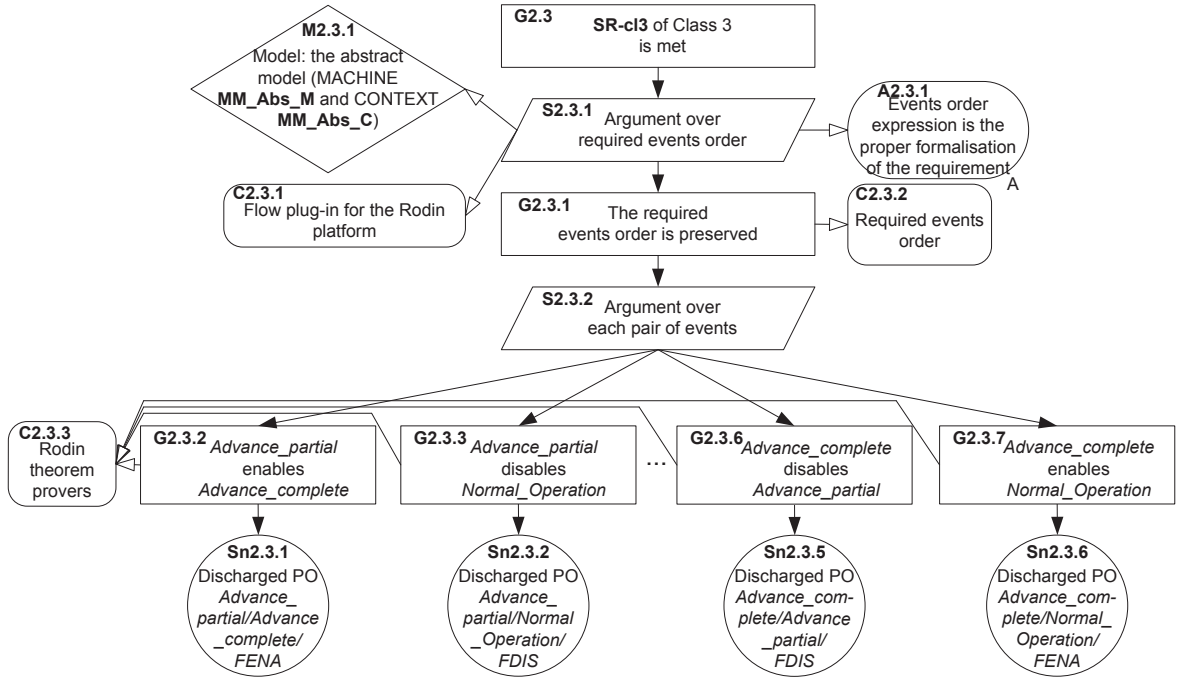 G2.3
SR-cl3 of Class 3
is met
M2.3.1
Model: the abstract
model (MACHINE
MM_Abs_M and CONTEXT
MM_Abs_C)
S2.3.1
Argument over
required events order
A2.3.1
Events order
expression is the
proper formalisation
of the requirement
A
C2.3.1
Flow plug-in for the Rodin
platform
G2.3.1
The required
events order is preserved
C2.3.2
Required events
order
S2.3.2
Argument over
each pair of events
C2.3.3
Rodin
theorem
provers
G2.3.2
Advance_partial
enables
Advance_complete
G2.3.3
Advance_partial
disables
Normal_Operation
...
G2.3.6
Advance_complete
disables
Advance_partial
G2.3.7
Advance_complete
enables
Normal_Operation
Sn2.3.1
Discharged PO
Advance_
partial/Advance
_complete/
FENA
Sn2.3.2
Discharged PO
Advance_
partial/Normal
_Operation/
FDIS
Sn2.3.5
Discharged PO
Advance_com-
plete/Advance
_partial/
FDIS
Sn2.3.6
Discharged PO
Advance_com-
plete/Normal_
Operation/
FENA